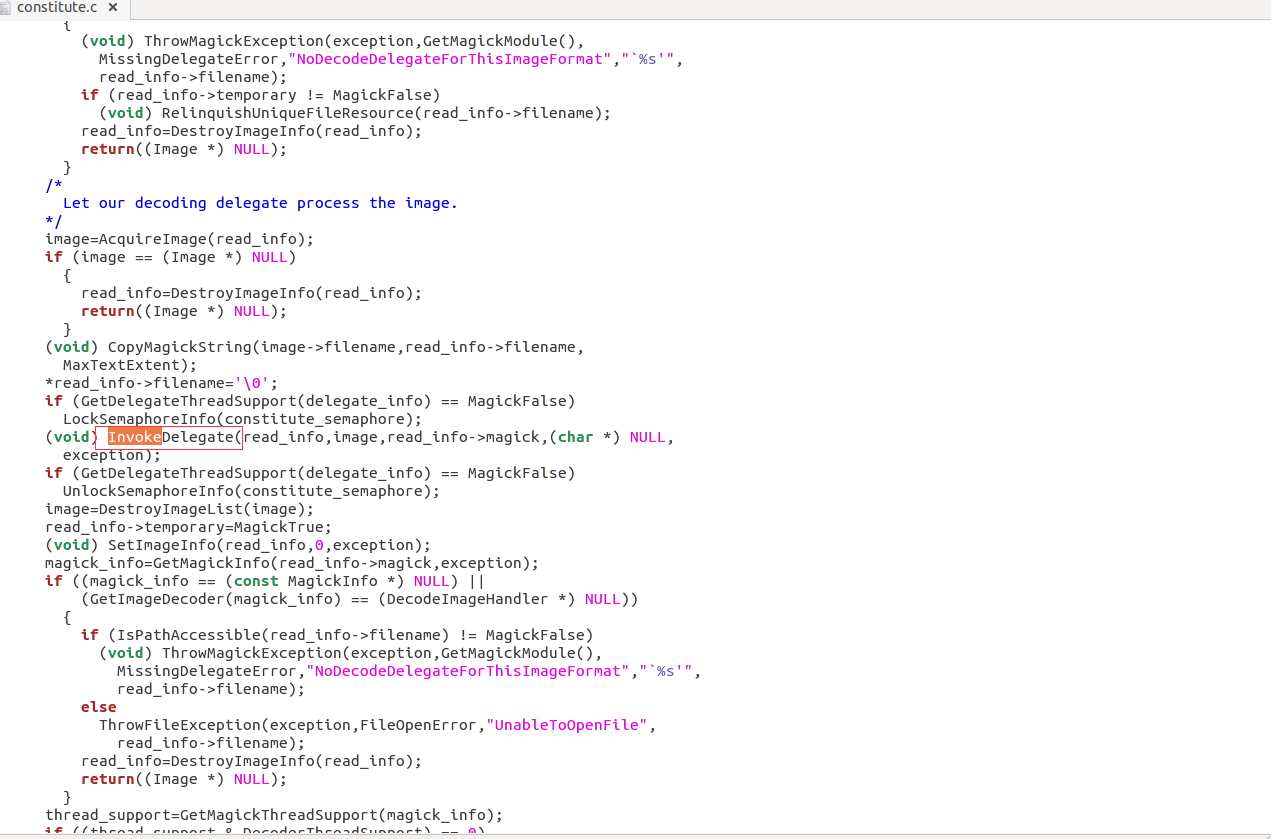 constitute.c ×
{
(void) ThrowMagickException(exception,GetMagickModule(),
MissingDelegateError,"NoDecodeDelegateForThisImageFormat","`%s'",
read_info->filename);
if (read_info->temporary != MagickFalse)
(void) RelinquishUniqueFileResource(read_info->filename);
read_info=DestroyImageInfo(read_info);
return((Image *) NULL);
}
/*
Let our decoding delegate process the image.
*/
image=AcquireImage(read_info);
if (image == (Image *) NULL)
{
read_info=DestroyImageInfo(read_info);
return((Image *) NULL);
}
(void) CopyMagickString(image->filename,read_info->filename,
MaxTextExtent);
*read_info->filename='\0';
if (GetDelegateThreadSupport(delegate_info) == MagickFalse)
LockSemaphoreInfo(constitute_semaphore);
(void) InvokeDelegate(read_info,image,read_info->magick,(char *) NULL,
exception);
if (GetDelegateThreadSupport(delegate_info) == MagickFalse)
UnlockSemaphoreInfo(constitute_semaphore);
image=DestroyImageList(image);
read_info->temporary=MagickTrue;
(void) SetImageInfo(read_info,0,exception);
magick_info=GetMagickInfo(read_info->magick,exception);
if ((magick_info == (const MagickInfo *) NULL) ||
(GetImageDecoder(magick_info) == (DecodeImageHandler *) NULL))
{
if (IsPathAccessible(read_info->filename) != MagickFalse)
(void) ThrowMagickException(exception,GetMagickModule(),
MissingDelegateError,"NoDecodeDelegateForThisImageFormat","`%s'",
read_info->filename);
else
ThrowFileException(exception,FileOpenError,"UnableToOpenFile",
read_info->filename);
read_info=DestroyImageInfo(read_info);
return((Image *) NULL);
}
thread_support=GetMagickThreadSupport(magick_info);
if ((thread_support & DecoderThreadSupport) == 0)